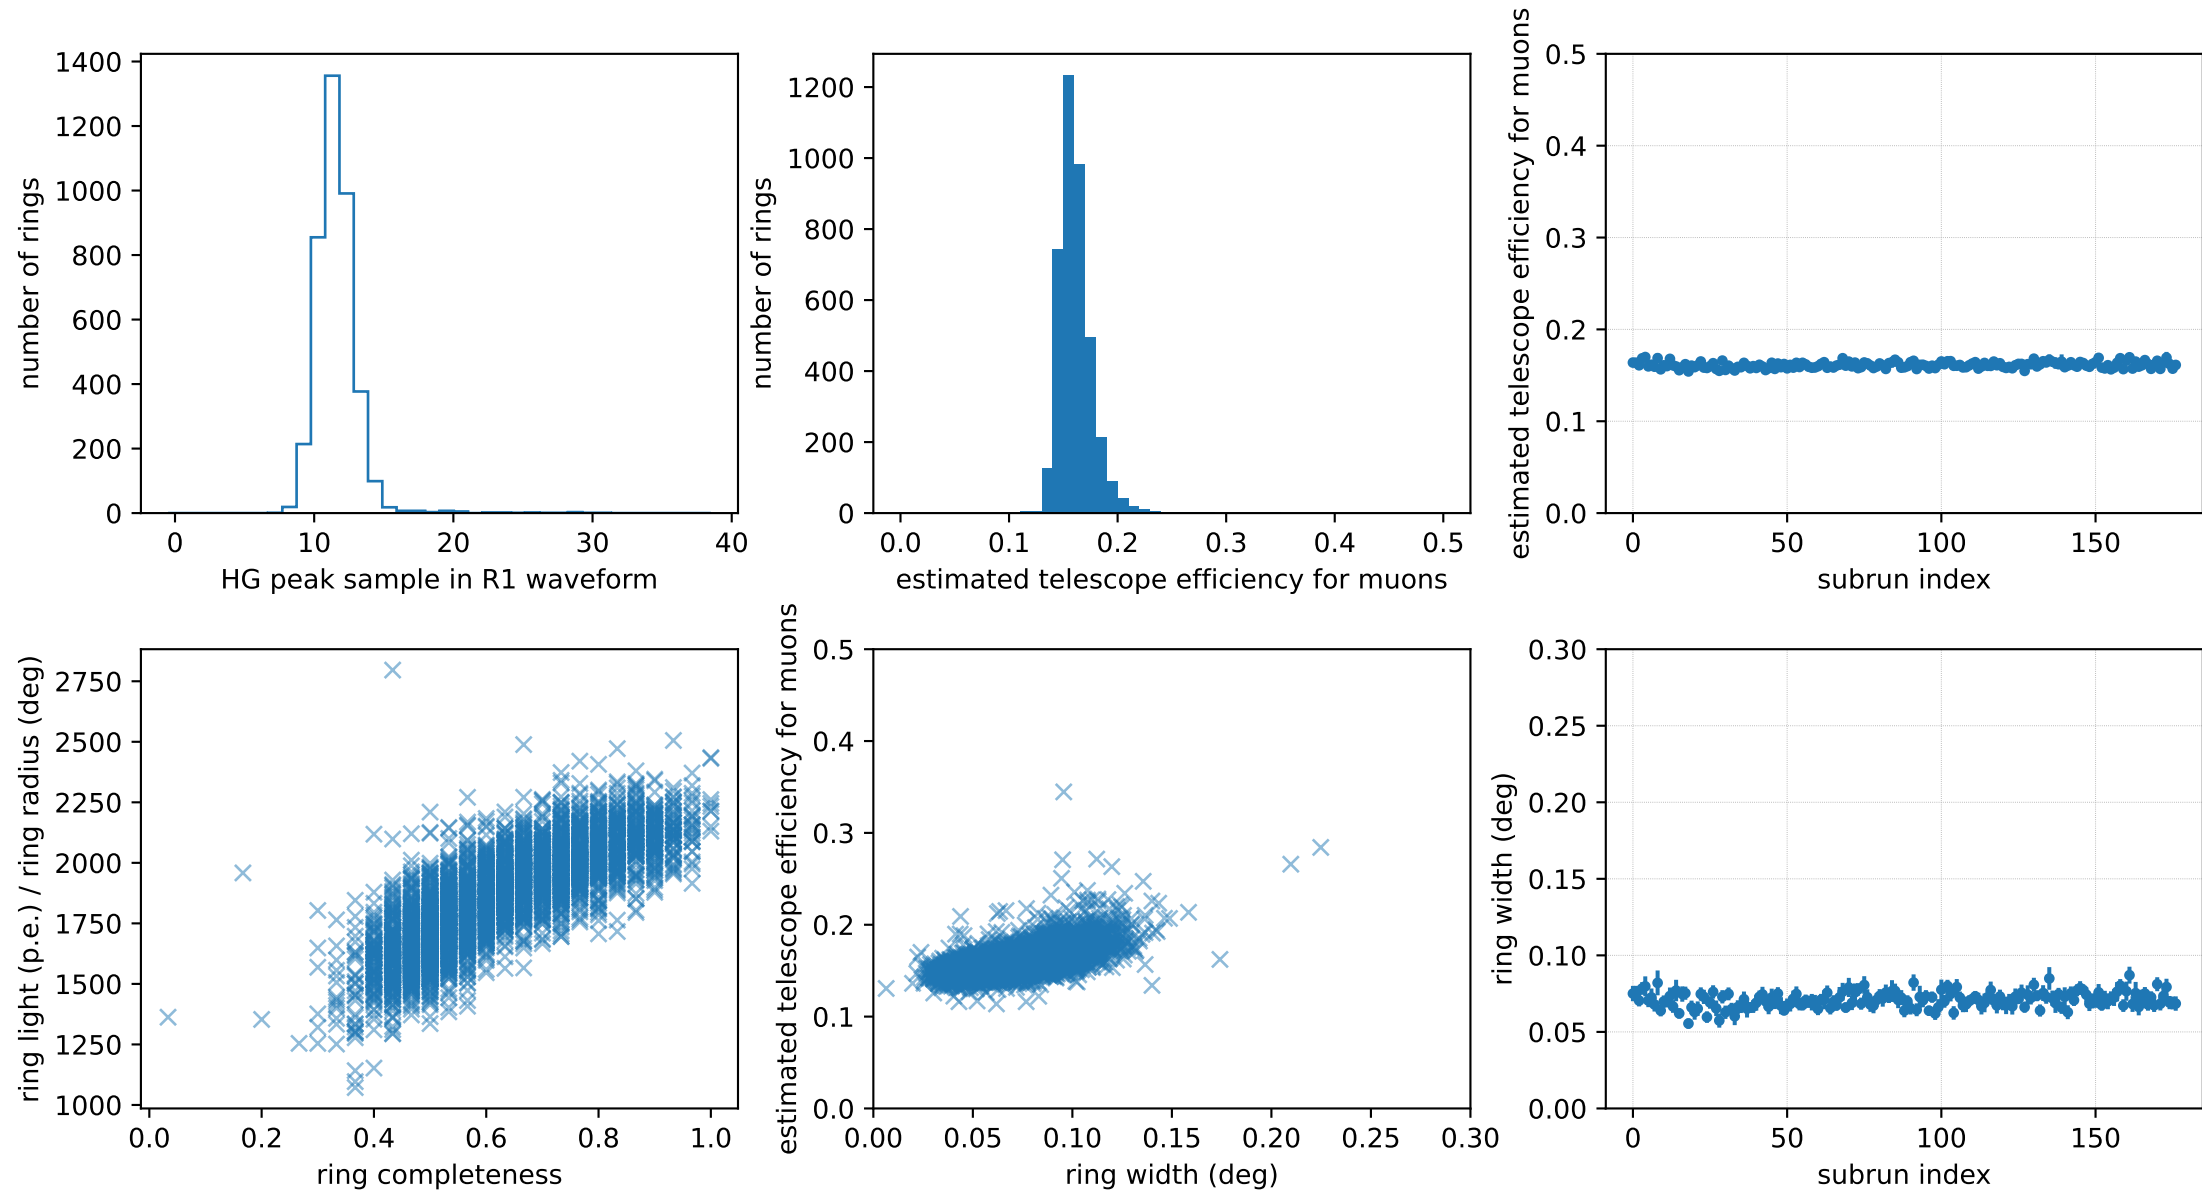 number of rings
1400
1200
1000
800
600
400
200
0
0 10 20 30 40
HG peak sample in R1 waveform
number of rings
1200
1000
800
600
400
200
0
0.0 0.1 0.2 0.3 0.4 0.5
estimated telescope efficiency for muons
estimated telescope efficiency for muons
0.5
0.4
0.3
0.2
0.1
0.0
0 50 100 150
subrun index
ring light (p.e.) / ring radius (deg)
2750
2500
2250
2000
1750
1500
1250
1000
0.0 0.2 0.4 0.6 0.8 1.0
ring completeness
estimated telescope efficiency for muons
0.5
0.4
0.3
0.2
0.1
0.0
0.00 0.05 0.10 0.15 0.20 0.25 0.30
ring width (deg)
ring width (deg)
0.30
0.25
0.20
0.15
0.10
0.05
0.00
0 50 100 150
subrun index